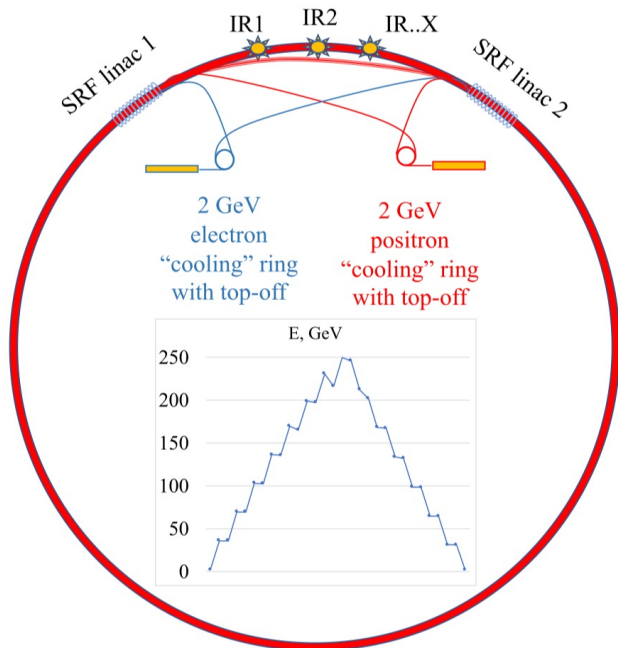 IR1
IR2
IR..X
SRF linac 1
SRF linac 2
2 GeV
electron
“cooling” ring
with top-off
2 GeV
positron
“cooling” ring
with top-off
E, GeV
250
200
150
100
50
0